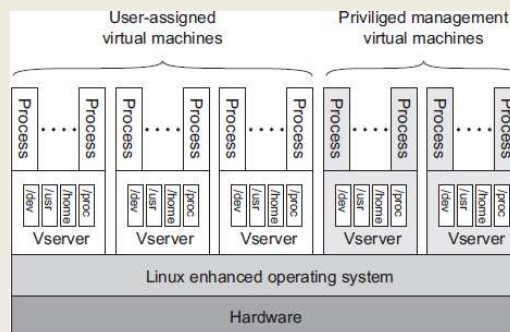 User-assigned
virtual machines
Priviliged management
virtual machines
Process
Process
Process
Process
Process
Process
Process
Process
Process
Process
/dev
/usr
/home
/proc
Vserver
/dev
/usr
/home
/proc
Vserver
/dev
/usr
/home
/proc
Vserver
/dev
/usr
/home
/proc
Vserver
/dev
/usr
/home
/proc
Vserver
Linux enhanced operating system
Hardware